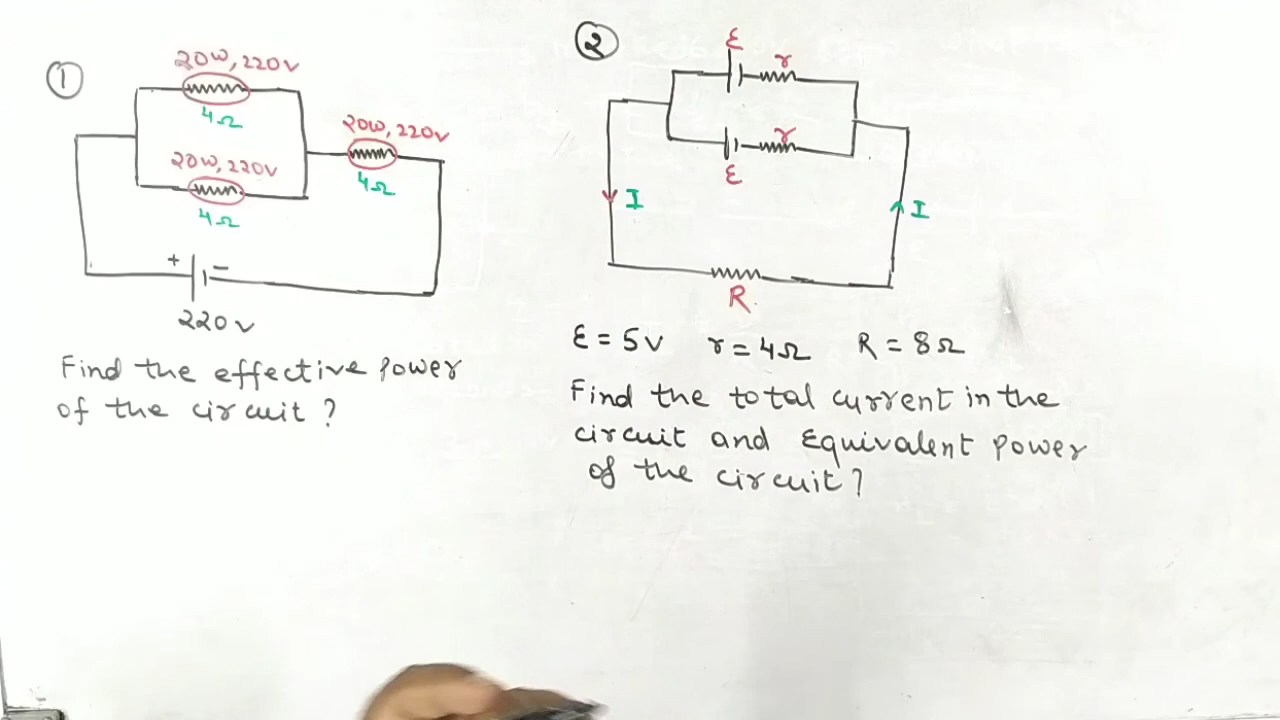 ①
20W, 220V
4Ω
20W, 220V
4Ω
20W, 220V
4Ω
+ −
220V
Find the effective power
of the circuit?
②
ε
r
r
ε
I
I
R
ε = 5V r = 4Ω R = 8Ω
Find the total current in the
circuit and Equivalent power
of the circuit?